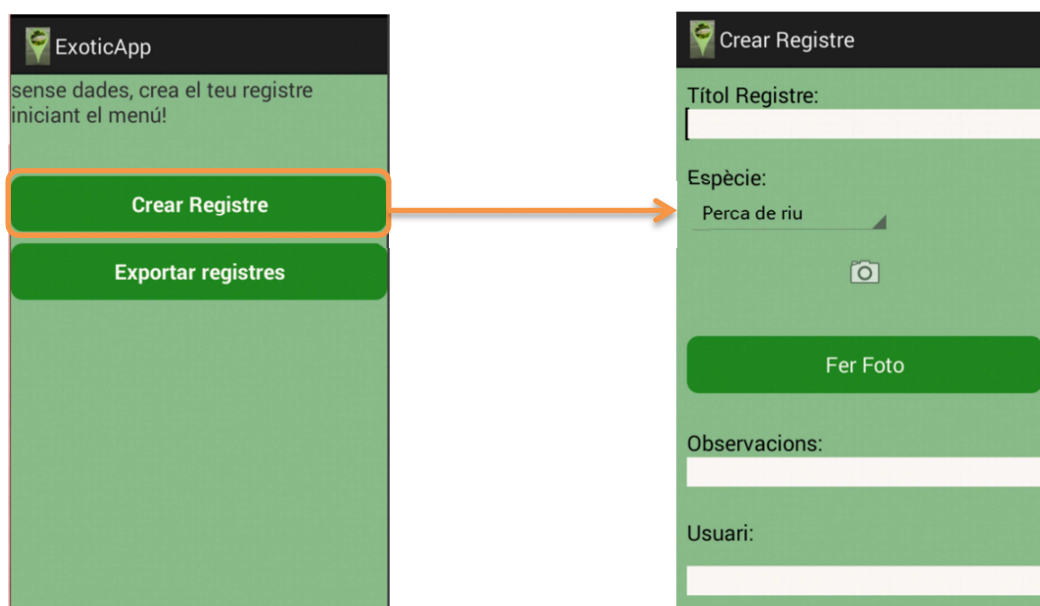 ExoticApp
sense dades, crea el teu registre
iniciant el menú!
Crear Registre
Exportar registres
Crear Registre
Títol Registre:
Espècie:
Perca de riu
Fer Foto
Observacions:
Usuari: